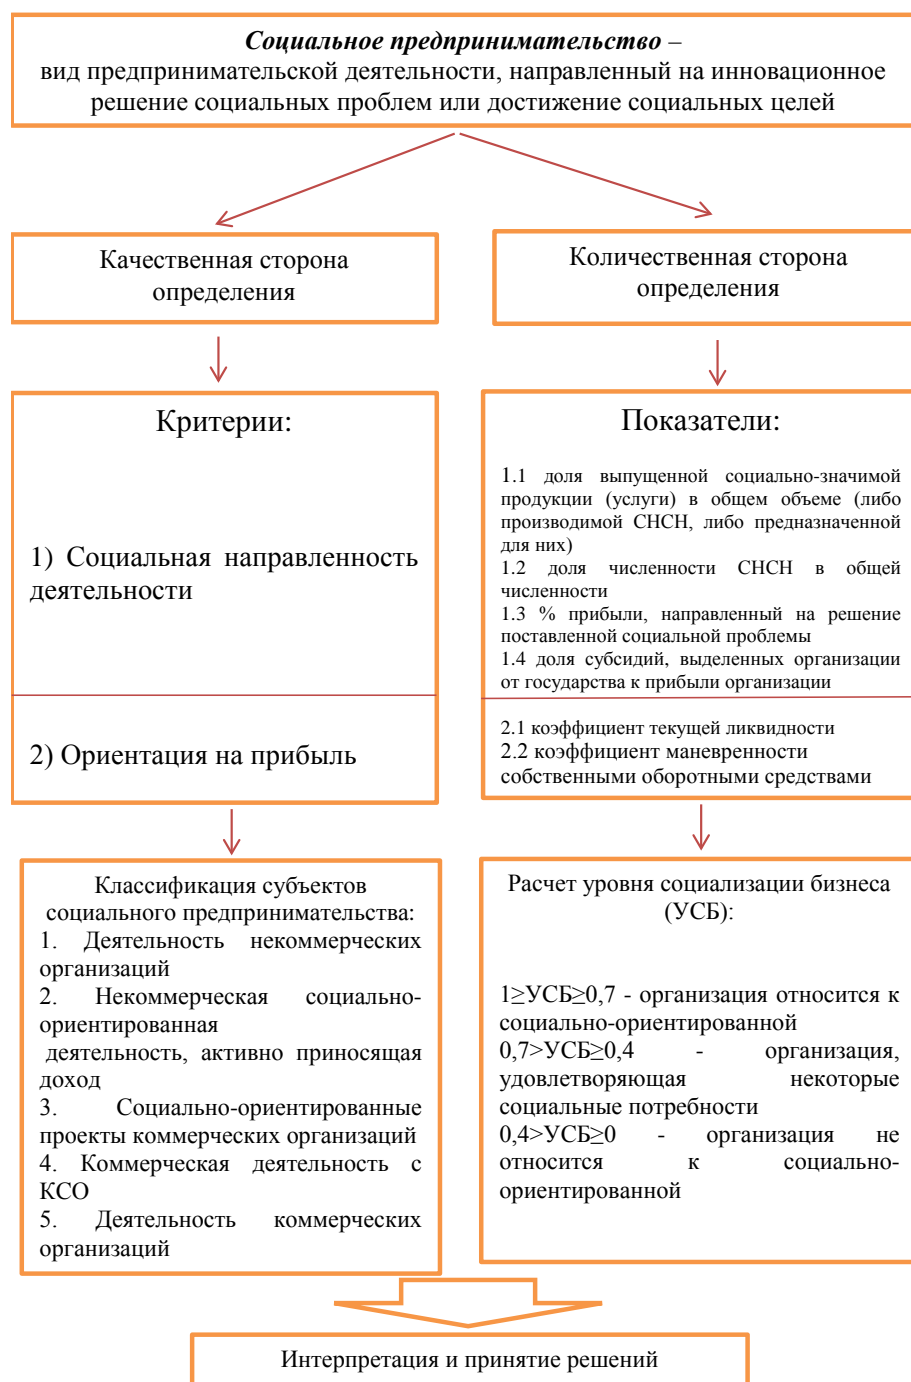 Социальное предпринимательство –
вид предпринимательской деятельности, направленный на инновационное
решение социальных проблем или достижение социальных целей
Качественная сторона
определения
Количественная сторона
определения
Критерии:
1) Социальная направленность
деятельности
2) Ориентация на прибыль
Показатели:
1.1 доля выпущенной социально-значимой
продукции (услуги) в общем объеме (либо
производимой СНСН, либо предназначенной
для них)
1.2 доля численности СНСН в общей
численности
1.3 % прибыли, направленный на решение
поставленной социальной проблемы
1.4 доля субсидий, выделенных организации
от государства к прибыли организации
2.1 коэффициент текущей ликвидности
2.2 коэффициент маневренности
собственными оборотными средствами
Классификация субъектов
социального предпринимательства:
1. Деятельность некоммерческих
организаций
2. Некоммерческая социально-
ориентированная
деятельность, активно приносящая
доход
3. Социально-ориентированные
проекты коммерческих организаций
4. Коммерческая деятельность с
КСО
5. Деятельность коммерческих
организаций
Расчет уровня социализации бизнеса
(УСБ):
1≥УСБ≥0,7 - организация относится к
социально-ориентированной
0,7>УСБ≥0,4 - организация,
удовлетворяющая некоторые
социальные потребности
0,4>УСБ≥0 - организация не
относится к социально-
ориентированной
Интерпретация и принятие решений